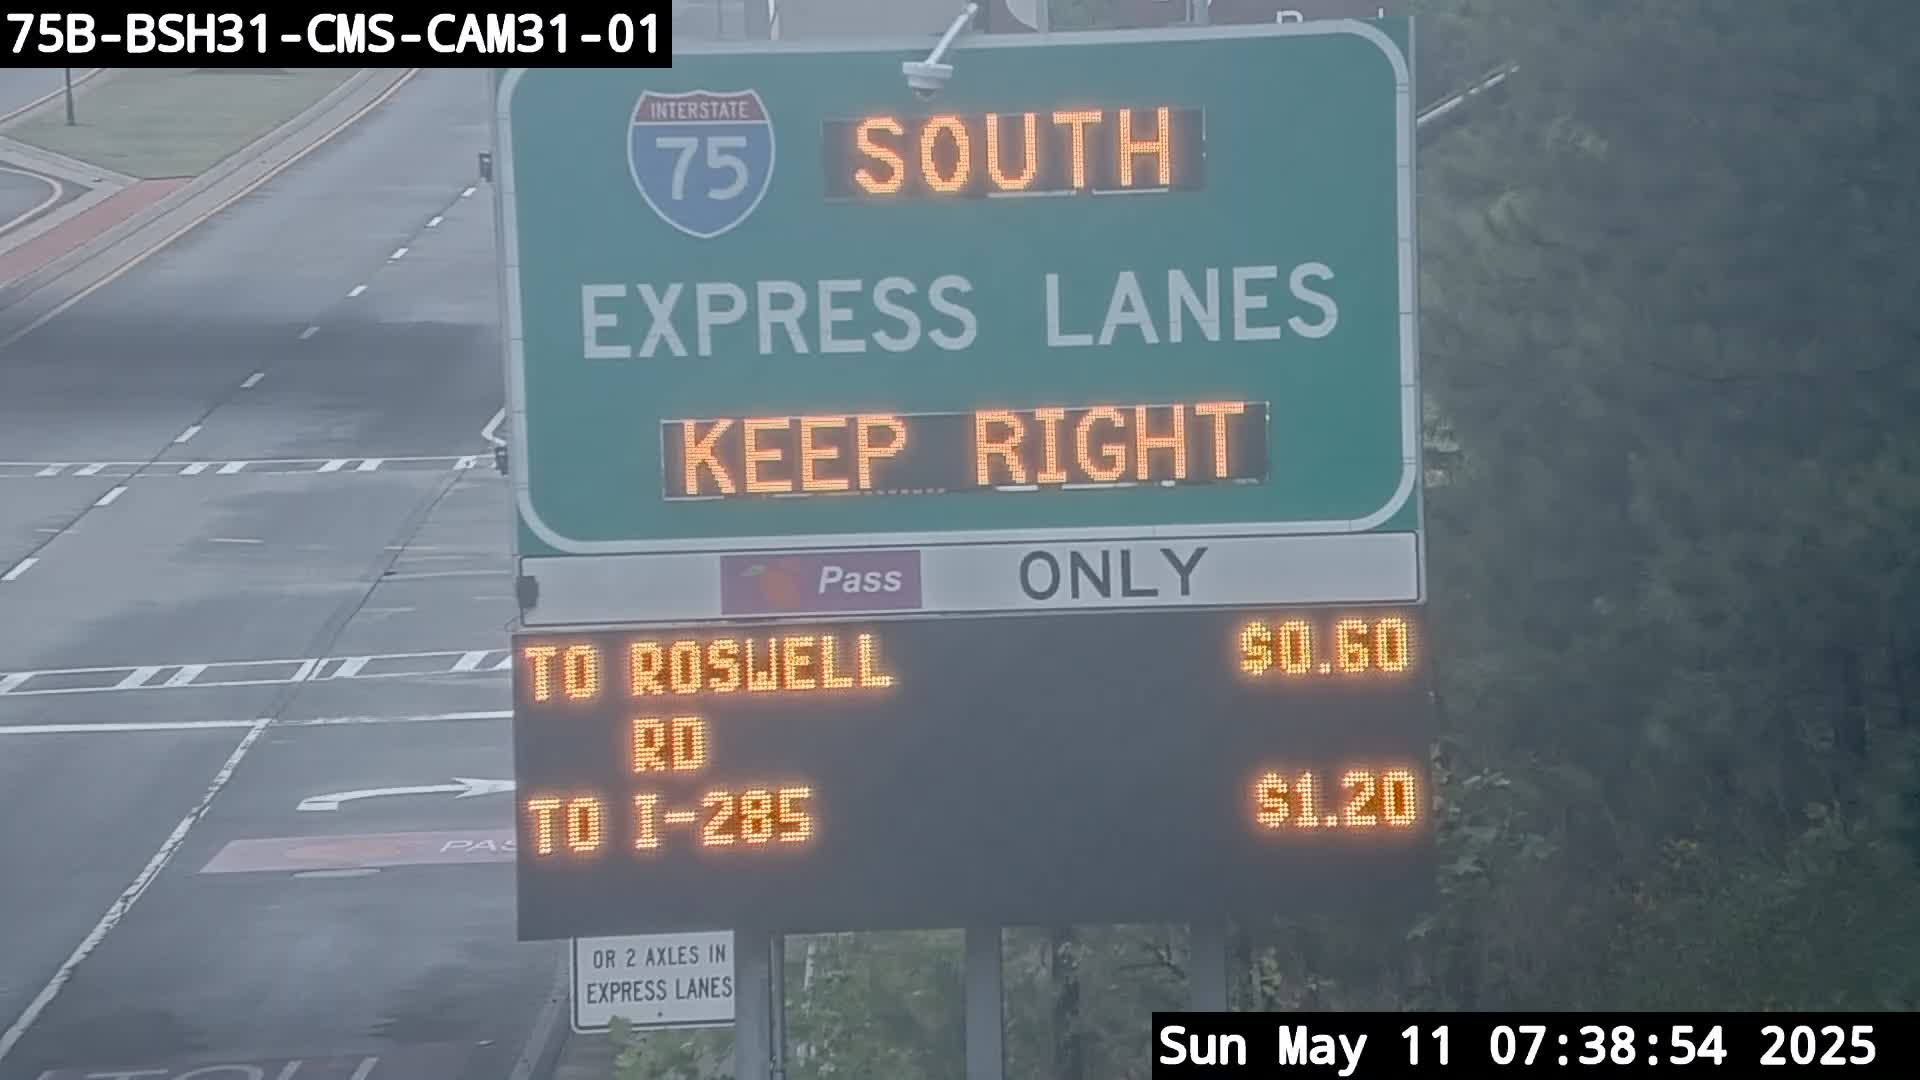 75B-BSH31-CMS-CAM31-01
INTERSTATE
75
SOUTH
EXPRESS LANES
KEEP RIGHT
Pass ONLY
TO ROSWELL $0.60
RD
TO I-285 $1.20
OR 2 AXLES IN
EXPRESS LANES
Sun May 11 07:38:54 2025